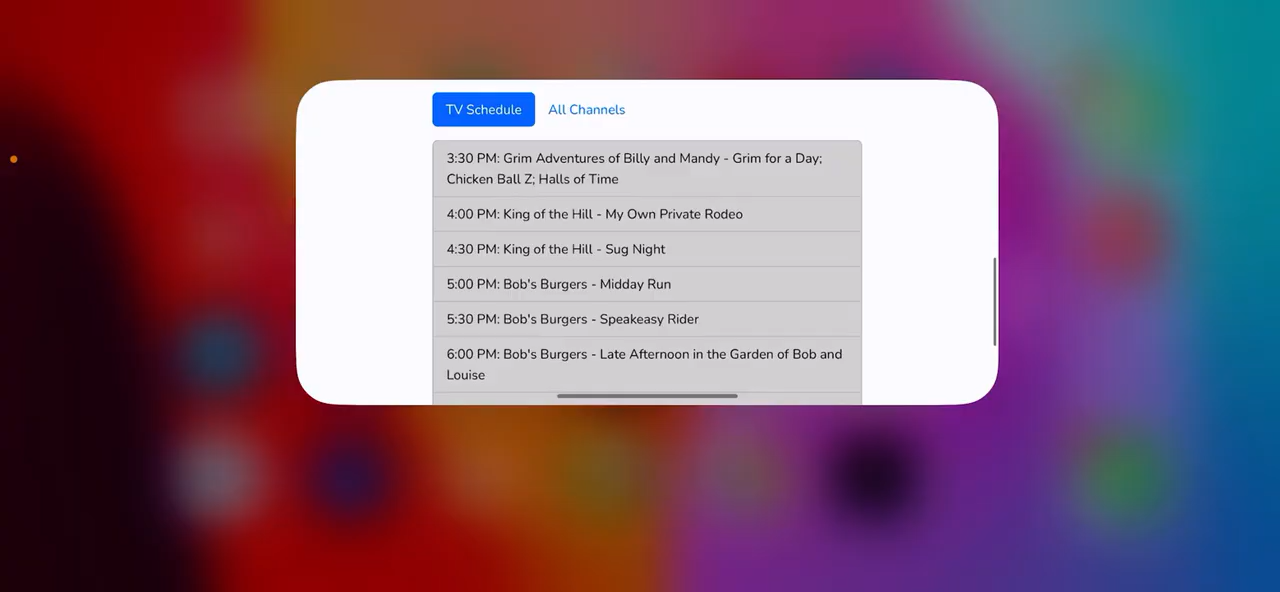 TV Schedule All Channels
3:30 PM: Grim Adventures of Billy and Mandy - Grim for a Day;
Chicken Ball Z; Halls of Time
4:00 PM: King of the Hill - My Own Private Rodeo
4:30 PM: King of the Hill - Sug Night
5:00 PM: Bob's Burgers - Midday Run
5:30 PM: Bob's Burgers - Speakeasy Rider
6:00 PM: Bob's Burgers - Late Afternoon in the Garden of Bob and
Louise